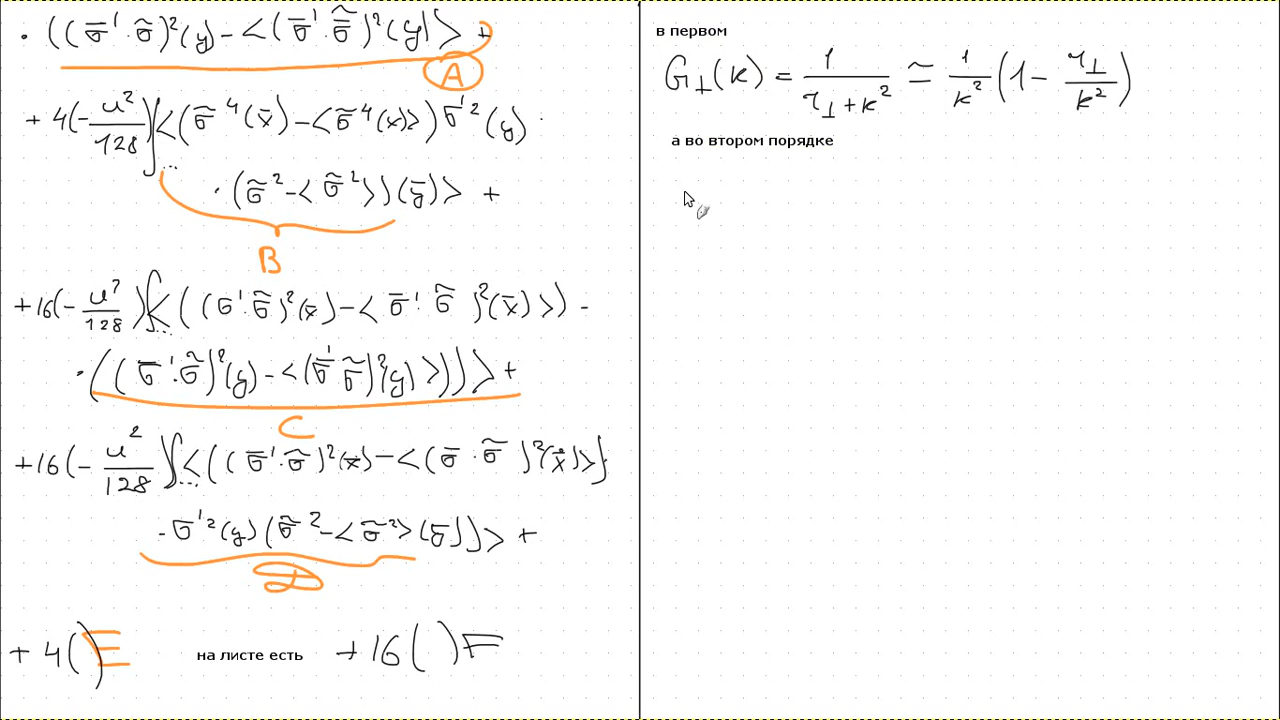 · ((σ̄'·σ̃)²(y) - <(σ̄'·σ̃)²(y)> +
A
+ 4(-u²/128)∫<(σ̃⁴(x̄) - <σ̃⁴(x)>)σ'²(y) ·
...
· (σ̃² - <σ̃²>)(ȳ)> +
B
+16(-u²/128)∫<((σ̄'·σ̃)²(x̄) - <σ̄'·σ̃)²(x̄)>) -
...
·((σ̄'·σ̃)²(y) - <(σ̄'σ̃)²(y)>))> +
C
+16(-u²/128)∫<((σ̄'·σ̃)²(x̄) - <(σ̄·σ̃)²(x̄)>)·
...
·σ'²(y)(σ̃² - <σ̃²>(ȳ))> +
D
+ 4( )E на листе есть + 16( )F
в первом
G⊥(k) = 1/(τ⊥ + k²) ≃ 1/k² (1 - τ⊥/k²)
а во втором порядке